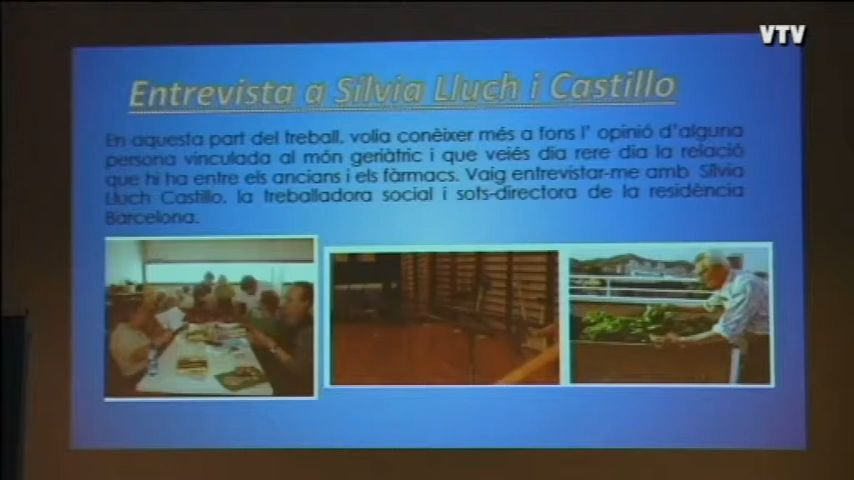 VTV
Entrevista a Sílvia Lluch i Castillo
En aquesta part del treball, volia conèixer més a fons l' opinió d'alguna
persona vinculada al món geriàtric i que veiés dia rere dia la relació
que hi ha entre els ancians i els fàrmacs. Vaig entrevistar-me amb Sílvia
Lluch Castillo, la treballadora social i sots-directora de la residència
Barcelona.